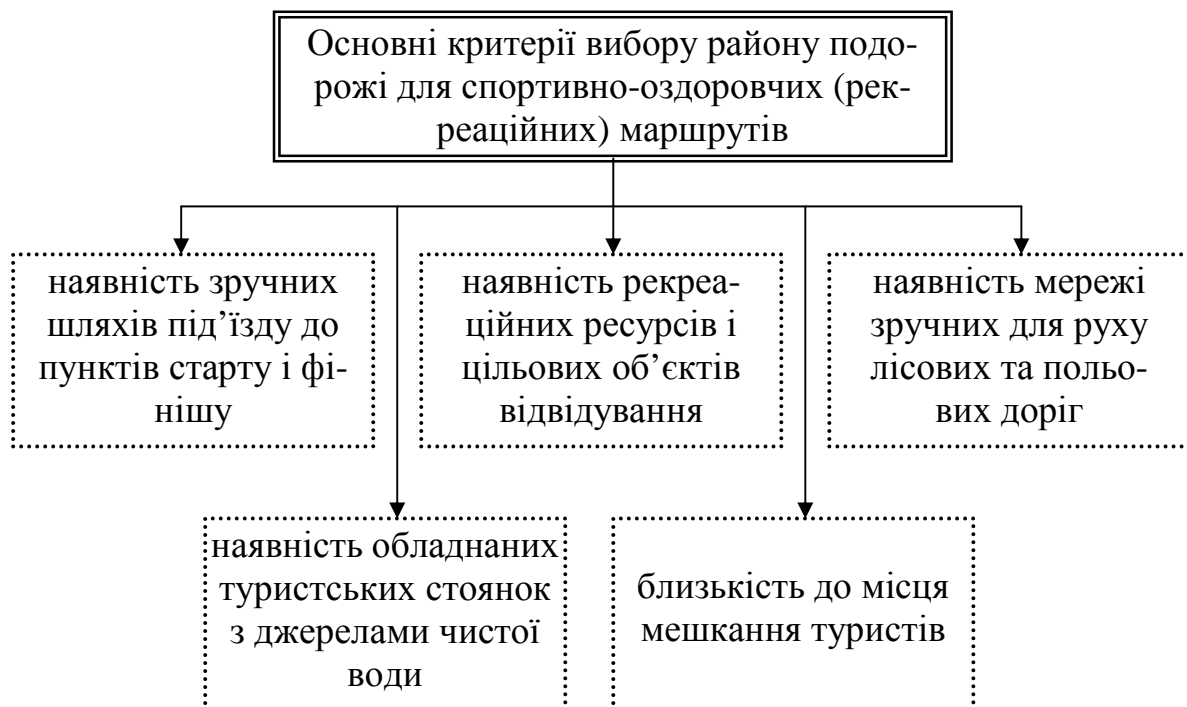 Основні критерії вибору району подо-
рожі для спортивно-оздоровчих (рек-
реаційних) маршрутів
наявність зручних
шляхів під’їзду до
пунктів старту і фі-
нішу
наявність рекреа-
ційних ресурсів і
цільових об’єктів
відвідування
наявність мережі
зручних для руху
лісових та польо-
вих доріг
наявність обладнаних
туристських стоянок
з джерелами чистої
води
близькість до місця
мешкання туристів